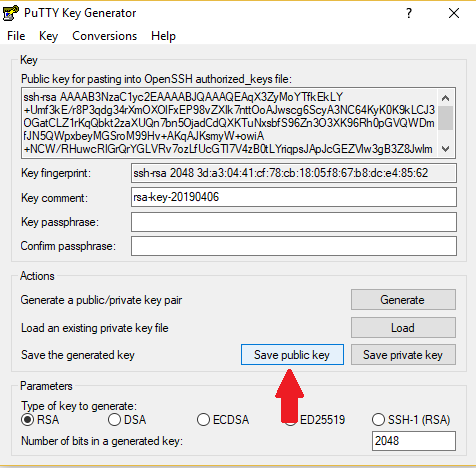 PuTTY Key Generator
File Key Conversions Help
Key
Public key for pasting into OpenSSH authorized_keys file:
ssh-rsa AAAAB3NzaC1yc2EAAAABJQAAAQEAqX3ZyMoYTfkEkLY
+Umf3kE/r8P3qdg34rXmOXOlFxEP98vZXlk7nttOoAJwscg6ScyA3NC64KyK0K9kLCJ3
OGatCLZ1rKqQbkt2zaXUQn7bn5OjadCdQXKTuNxsbfS96Zn3O3XK96Rh0pGVQWDm
fJN5QWpxbeyMGSroM99Hv+AKqAJKsmyW+owiA
+NCW/RHuwcRlGrQrYGLVRv7ozLfUcGTl7V4zB0tLYriqpsJApJcGEZVlw3gB3Z8Jwlm
Key fingerprint:
ssh-rsa 2048 3d:a3:04:41:cf:78:cb:18:05:f8:67:b8:dc:e4:85:62
Key comment:
rsa-key-20190406
Key passphrase:
Confirm passphrase:
Actions
Generate a public/private key pair
Generate
Load an existing private key file
Load
Save the generated key
Save public key
Save private key
Parameters
Type of key to generate:
RSA DSA ECDSA ED25519 SSH-1 (RSA)
Number of bits in a generated key:
2048